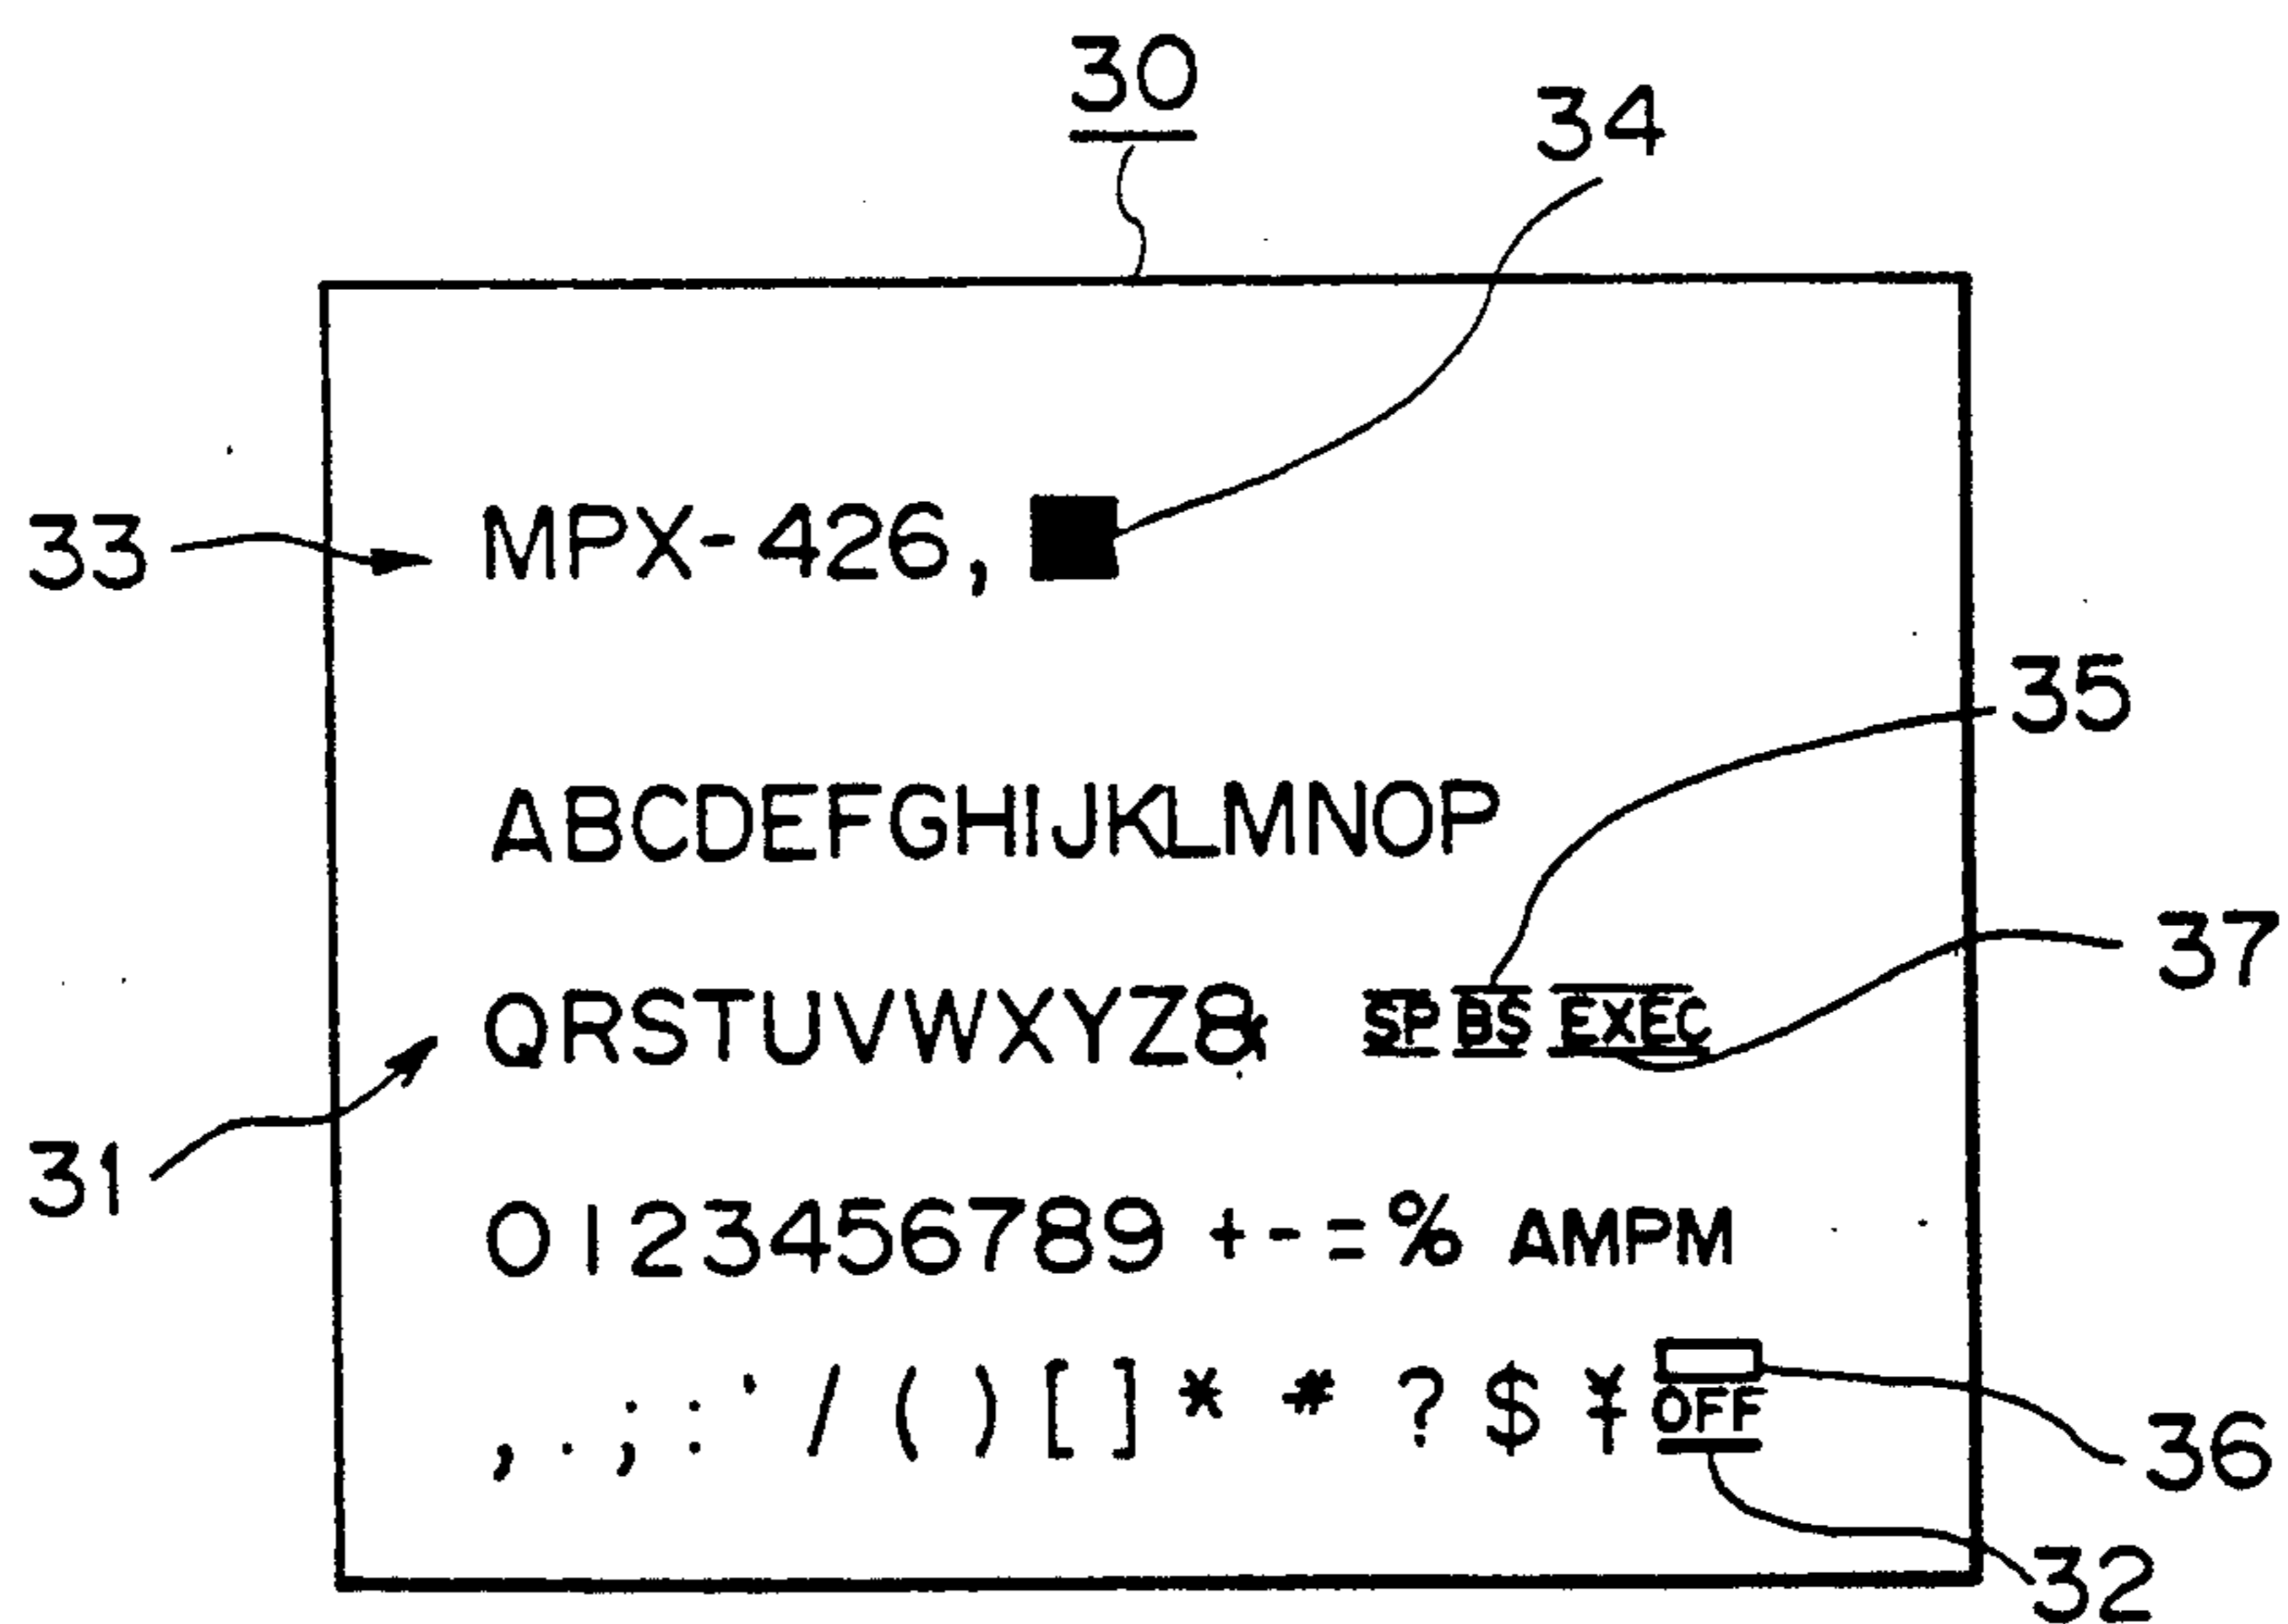 30
34
33
MPX-426,
35
ABCDEFGHIJKLMNOP
37
QRSTUVWXYZ& SP BS EXEC
31
0123456789 +-=% AMPM
, . ; : ' / ( ) [ ] * # ? $ ¥ OFF
36
32